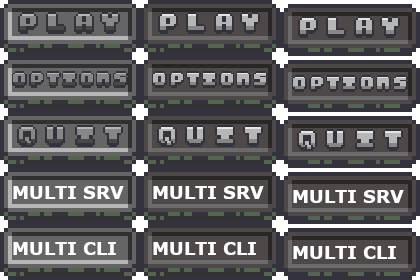 PLAY PLAY PLAY
OPTIONS OPTIONS OPTIONS
QUIT QUIT QUIT
MULTI SRV MULTI SRV MULTI SRV
MULTI CLI MULTI CLI MULTI CLI